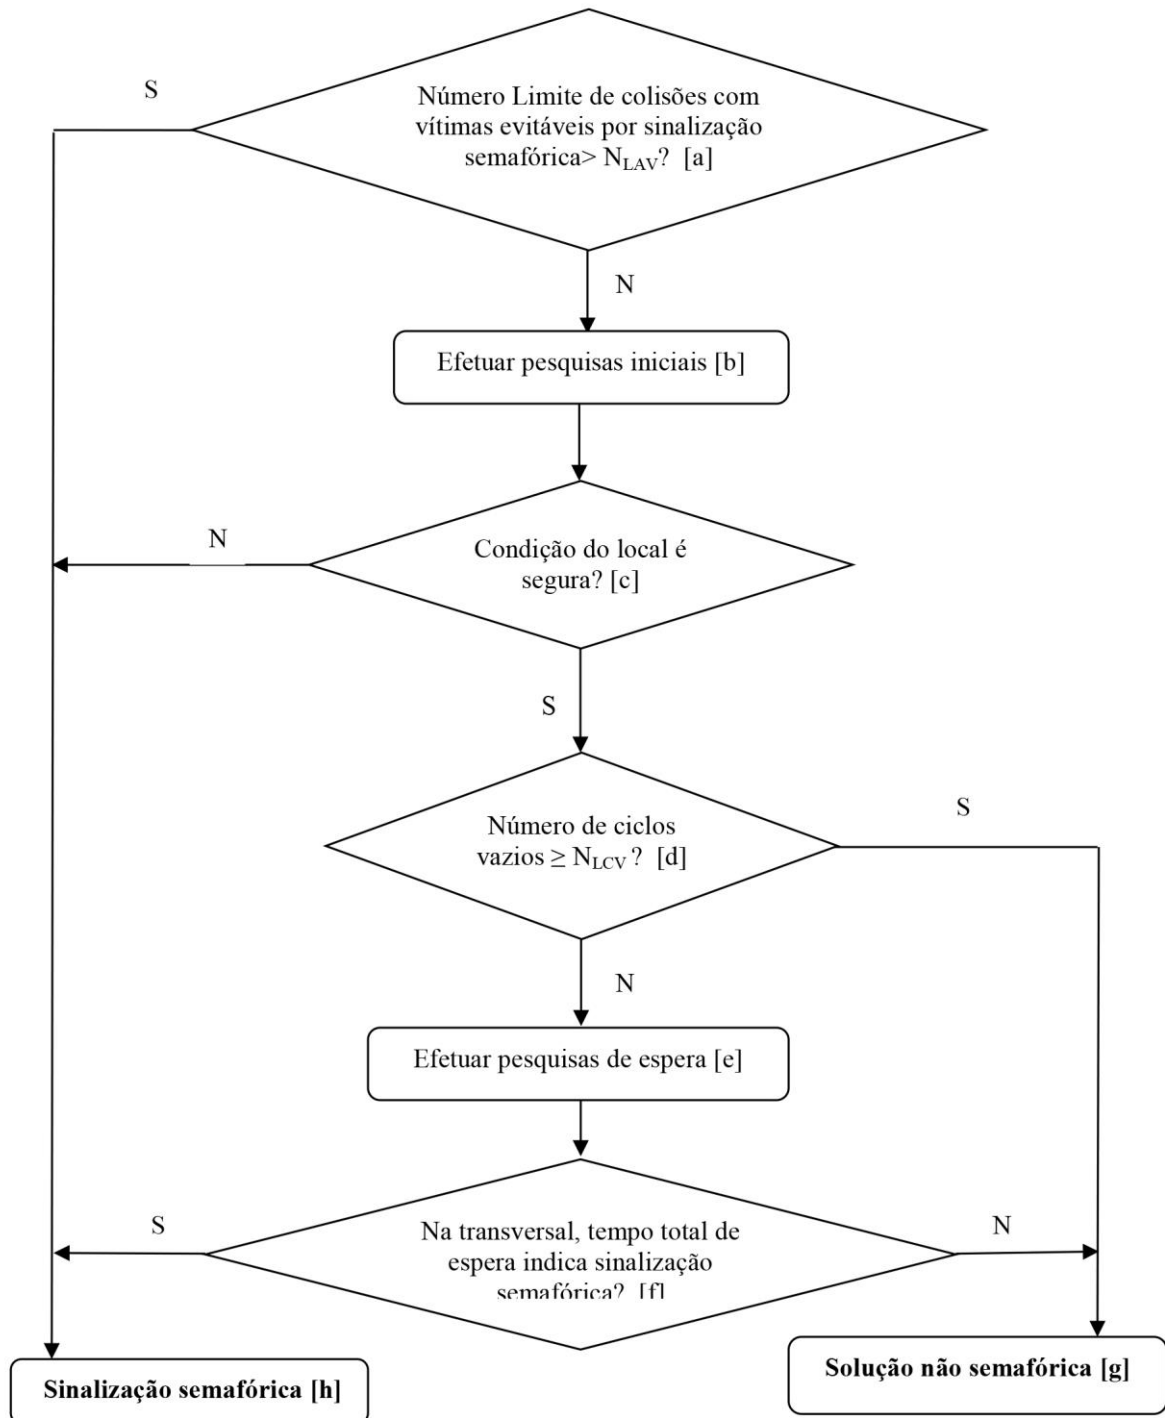 S
Número Limite de colisões com
vítimas evitáveis por sinalização
semafórica> NLAV? [a]
N
Efetuar pesquisas iniciais [b]
N
Condição do local é
segura? [c]
S
S
Número de ciclos
vazios ≥ NLCV ? [d]
N
Efetuar pesquisas de espera [e]
S
Na transversal, tempo total de
espera indica sinalização
semafórica? [f]
N
Solução não semafórica [g]
Sinalização semafórica [h]